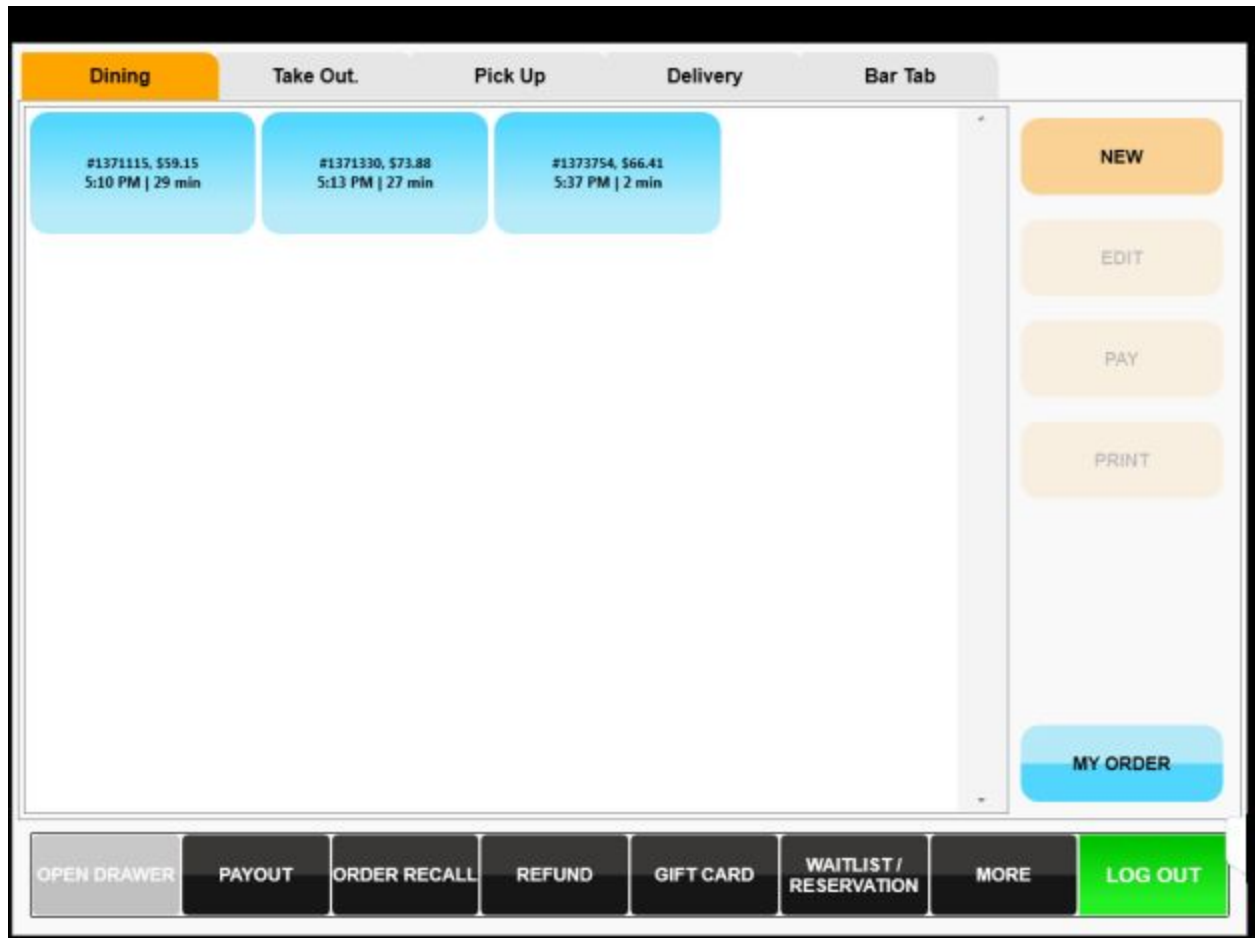 Dining
Take Out.
Pick Up
Delivery
Bar Tab
#1371115, $59.15
5:10 PM | 29 min
#1371330, $73.88
5:13 PM | 27 min
#1373754, $66.41
5:37 PM | 2 min
NEW
EDIT
PAY
PRINT
MY ORDER
OPEN DRAWER
PAYOUT
ORDER RECALL
REFUND
GIFT CARD
WAITLIST /
RESERVATION
MORE
LOG OUT